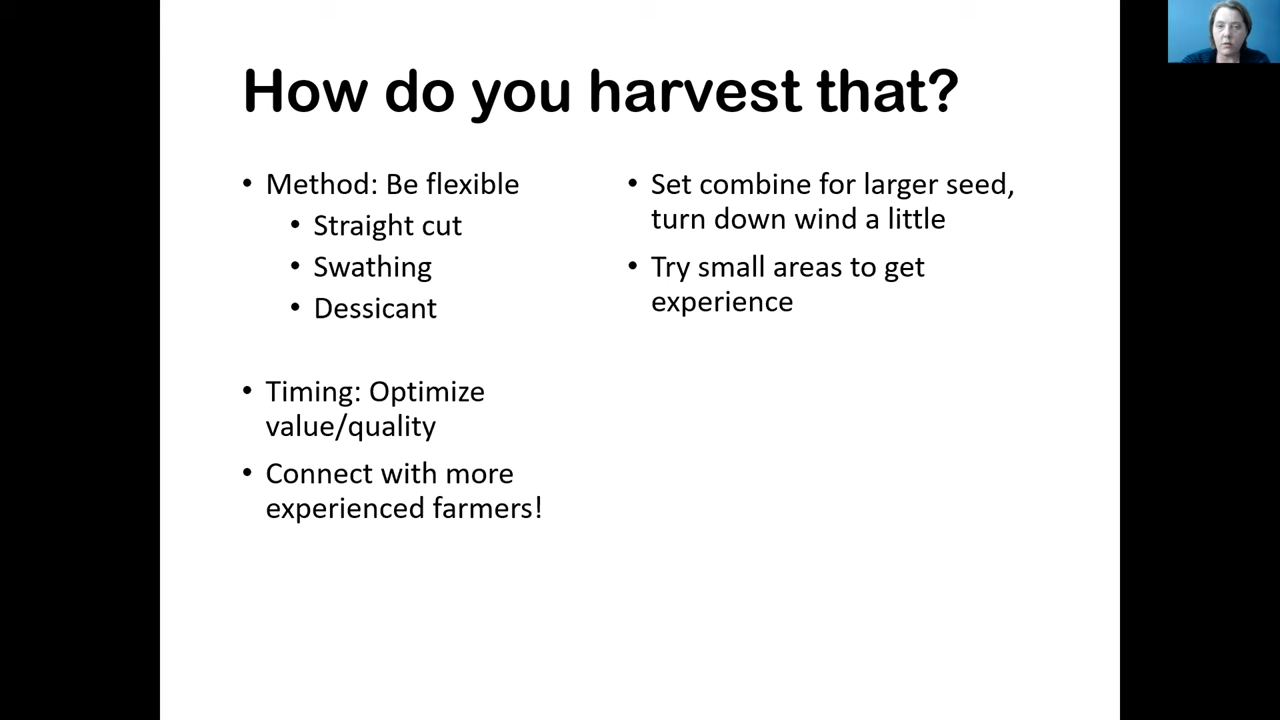 How do you harvest that?
• Method: Be flexible
• Straight cut
• Swathing
• Dessicant
• Timing: Optimize
value/quality
• Connect with more
experienced farmers!
• Set combine for larger seed,
turn down wind a little
• Try small areas to get
experience